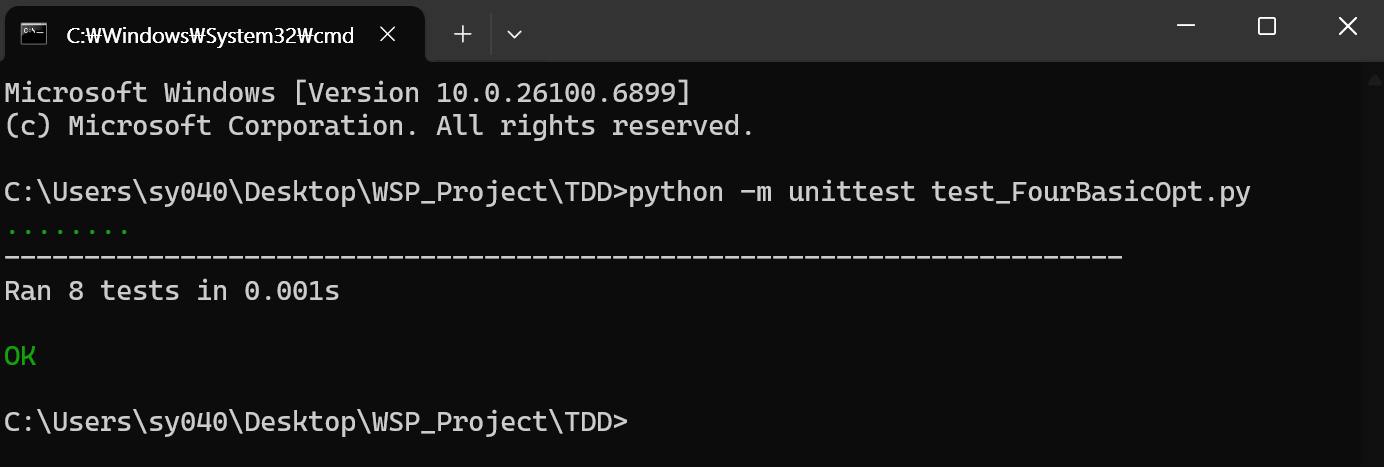 C:₩Windows₩System32₩cmd
Microsoft Windows [Version 10.0.26100.6899]
(c) Microsoft Corporation. All rights reserved.
C:\Users\sy040\Desktop\WSP_Project\TDD>python -m unittest test_FourBasicOpt.py
........
----------------------------------------------------------------------
Ran 8 tests in 0.001s
OK
C:\Users\sy040\Desktop\WSP_Project\TDD>